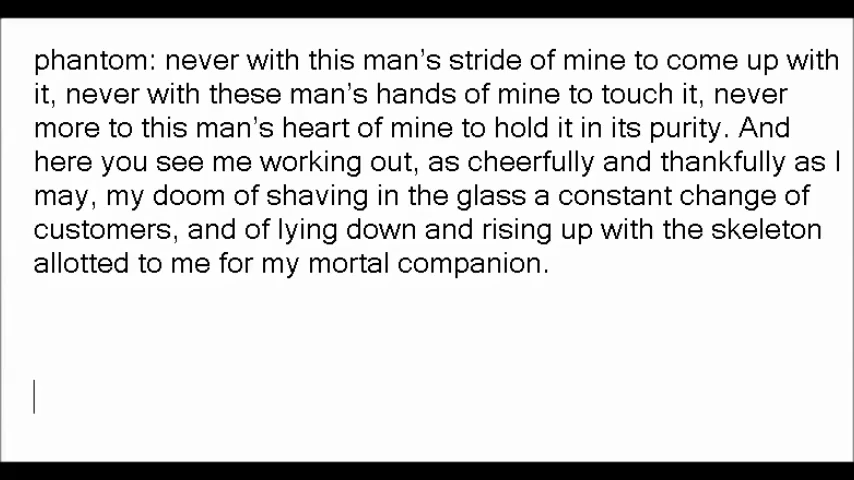 phantom: never with this man’s stride of mine to come up with
it, never with these man’s hands of mine to touch it, never
more to this man’s heart of mine to hold it in its purity. And
here you see me working out, as cheerfully and thankfully as I
may, my doom of shaving in the glass a constant change of
customers, and of lying down and rising up with the skeleton
allotted to me for my mortal companion.